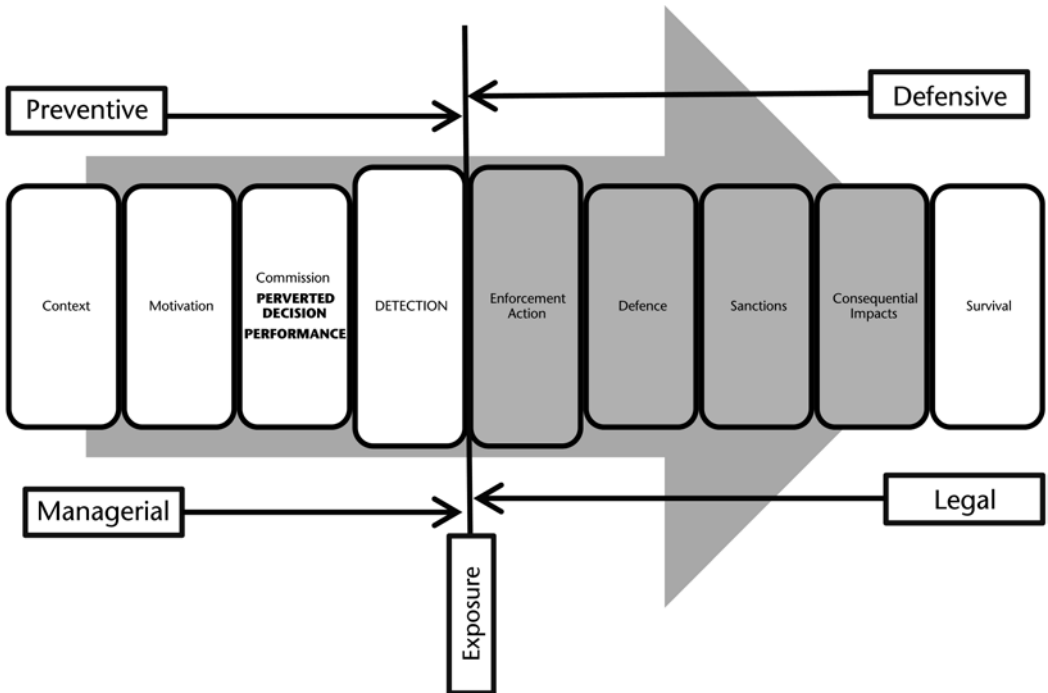 Preventive
Defensive
Context
Motivation
Commission
PERVERTED
DECISION
PERFORMANCE
DETECTION
Enforcement
Action
Defence
Sanctions
Consequential
Impacts
Survival
Managerial
Legal
Exposure